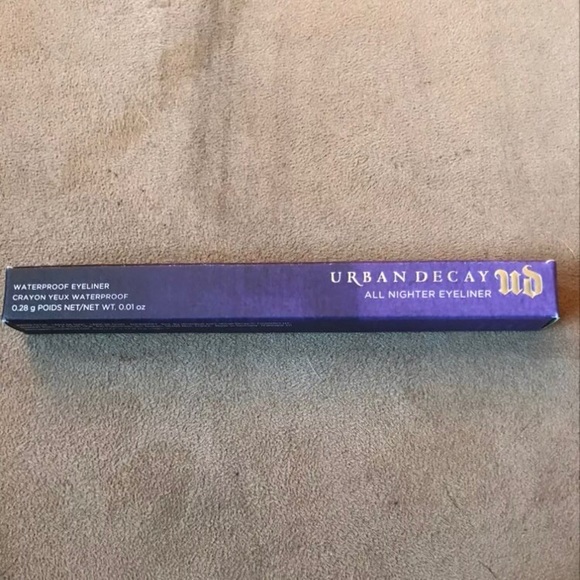 WATERPROOF EYELINER
CRAYON YEUX WATERPROOF
0.28 g POIDS NET/NET WT. 0.01 oz
URBAN DECAY
ALL NIGHTER EYELINER
UD